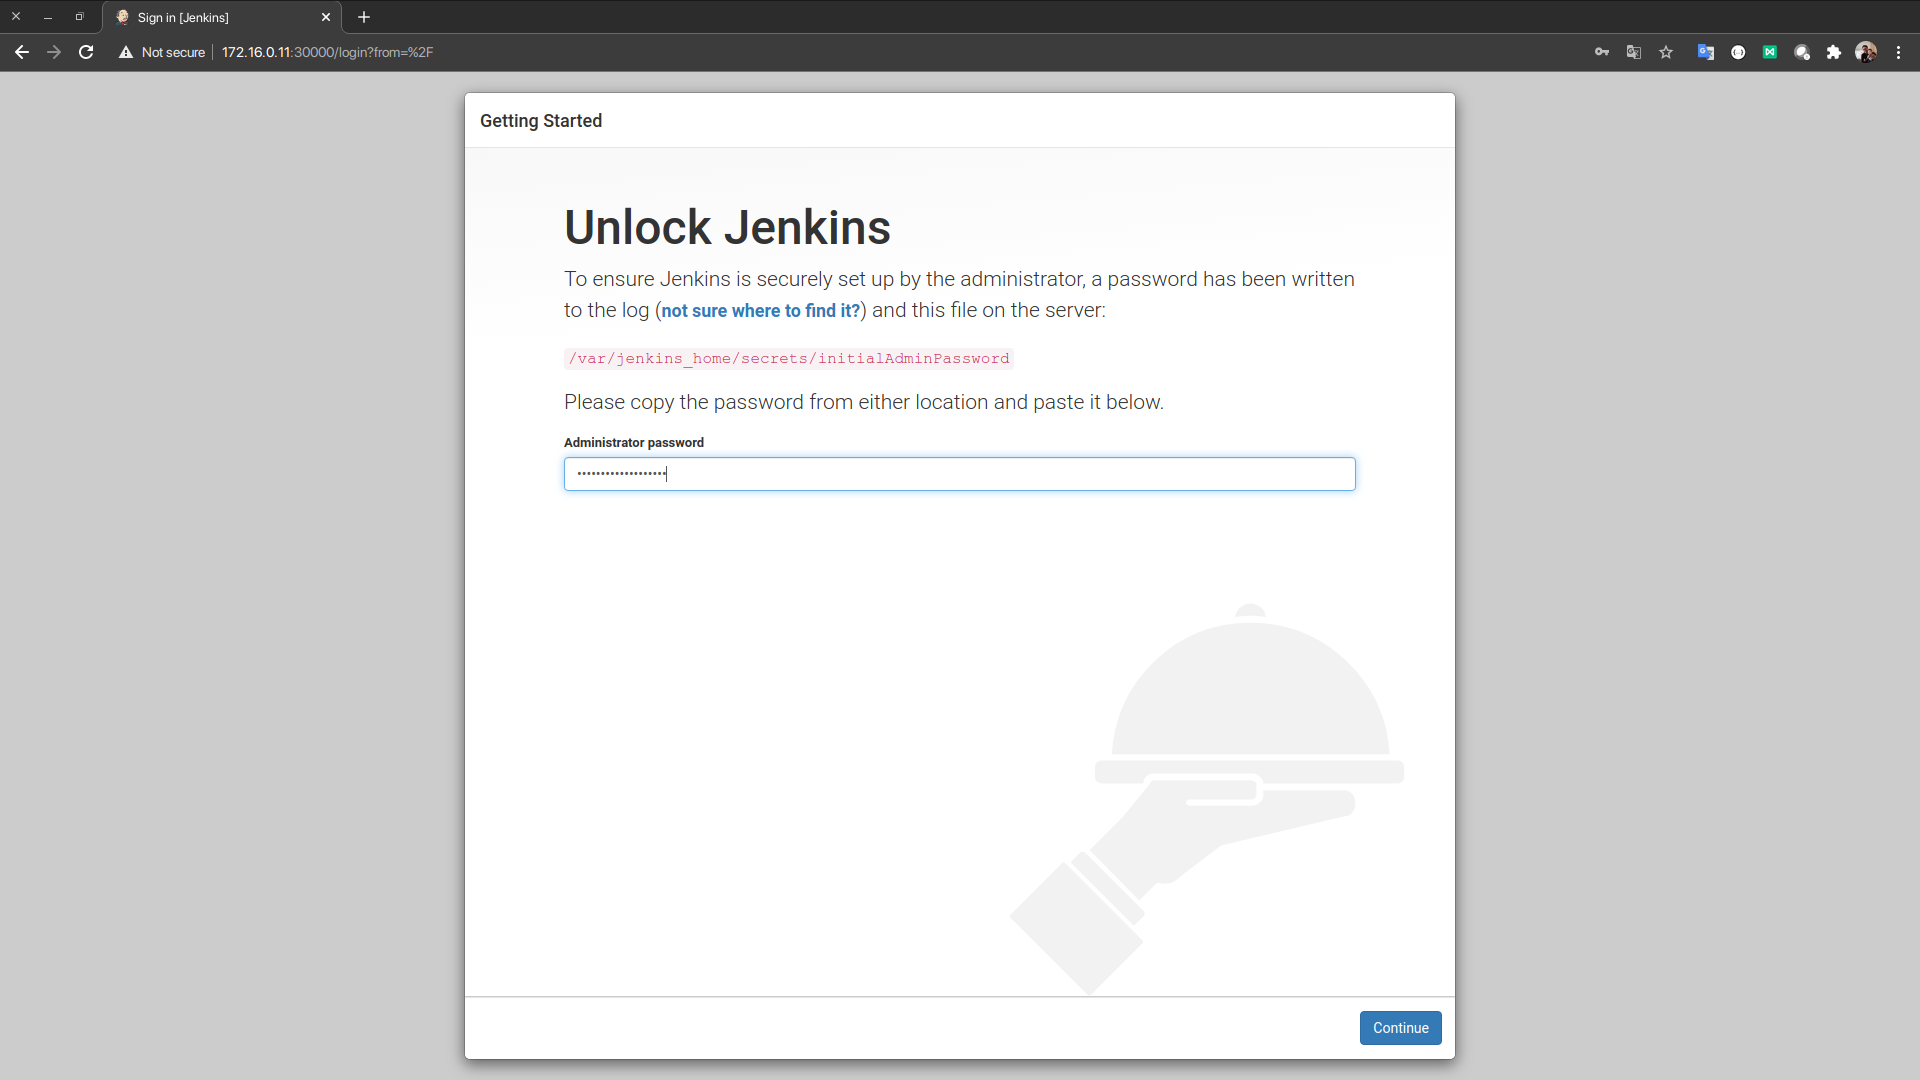 Sign in [Jenkins]
Not secure
172.16.0.11:30000/login?from=%2F
Getting Started
Unlock Jenkins
To ensure Jenkins is securely set up by the administrator, a password has been written
to the log (not sure where to find it?) and this file on the server:
/var/jenkins_home/secrets/initialAdminPassword
Please copy the password from either location and paste it below.
Administrator password
•••••••••••••••••••
Continue